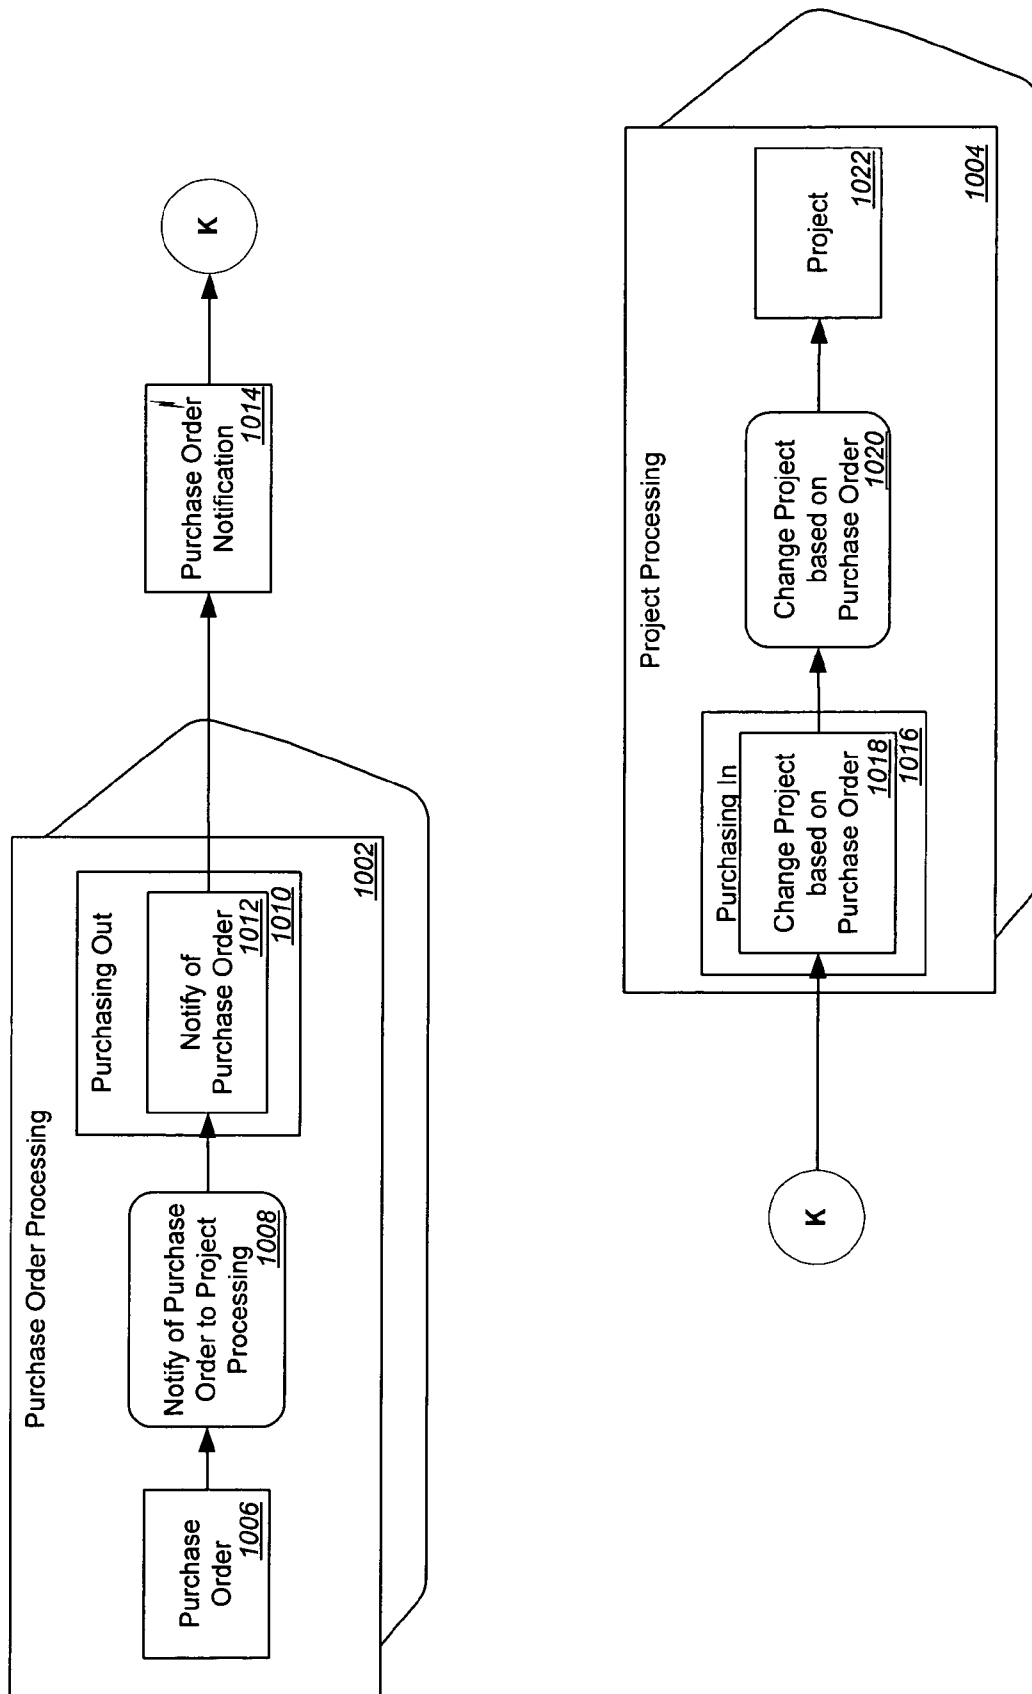 Purchase Order Processing
Purchase
Order
1006
Notify of Purchase
Order to Project
Processing
1008
Purchasing Out
Notify of
Purchase Order
1012
1010
1002
Purchase Order
Notification
1014
K
K
Project Processing
Purchasing In
Change Project
based on
Purchase Order
1018
1016
Change Project
based on
Purchase Order
1020
Project
1022
1004